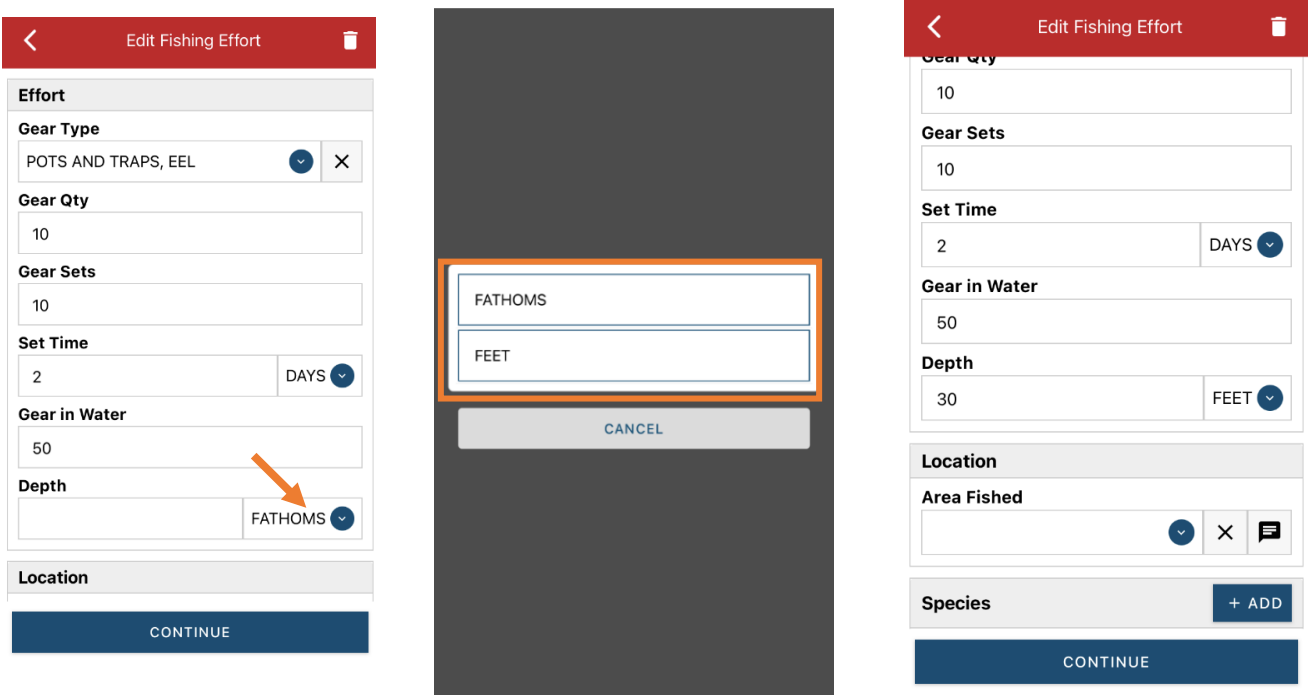 Edit Fishing Effort
Effort
Gear Type
POTS AND TRAPS, EEL
Gear Qty
10
Gear Sets
10
Set Time
2 DAYS
Gear in Water
50
Depth
FATHOMS
Location
CONTINUE
FATHOMS
FEET
CANCEL
Edit Fishing Effort
Gear Qty
10
Gear Sets
10
Set Time
2 DAYS
Gear in Water
50
Depth
30 FEET
Location
Area Fished
Species + ADD
CONTINUE